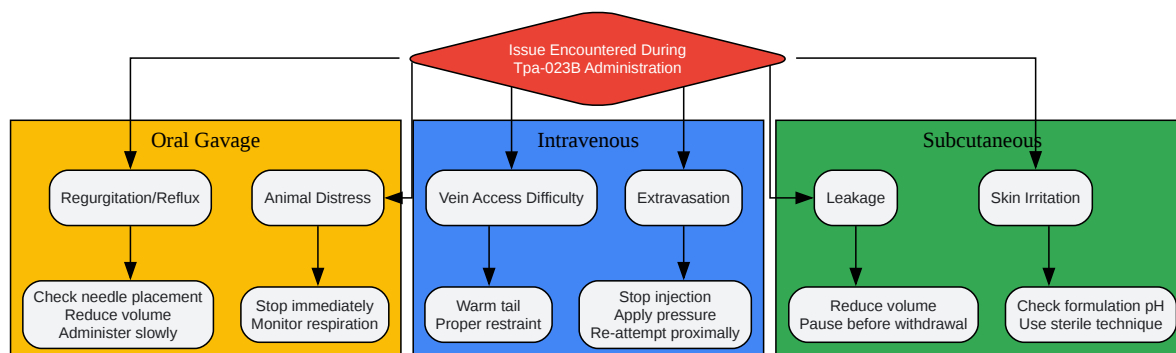 Issue Encountered During
Tpa-023B Administration
Oral Gavage
Intravenous
Subcutaneous
Regurgitation/Reflux
Animal Distress
Vein Access Difficulty
Extravasation
Leakage
Skin Irritation
Check needle placement
Reduce volume
Administer slowly
Stop immediately
Monitor respiration
Warm tail
Proper restraint
Stop injection
Apply pressure
Re-attempt proximally
Reduce volume
Pause before withdrawal
Check formulation pH
Use sterile technique